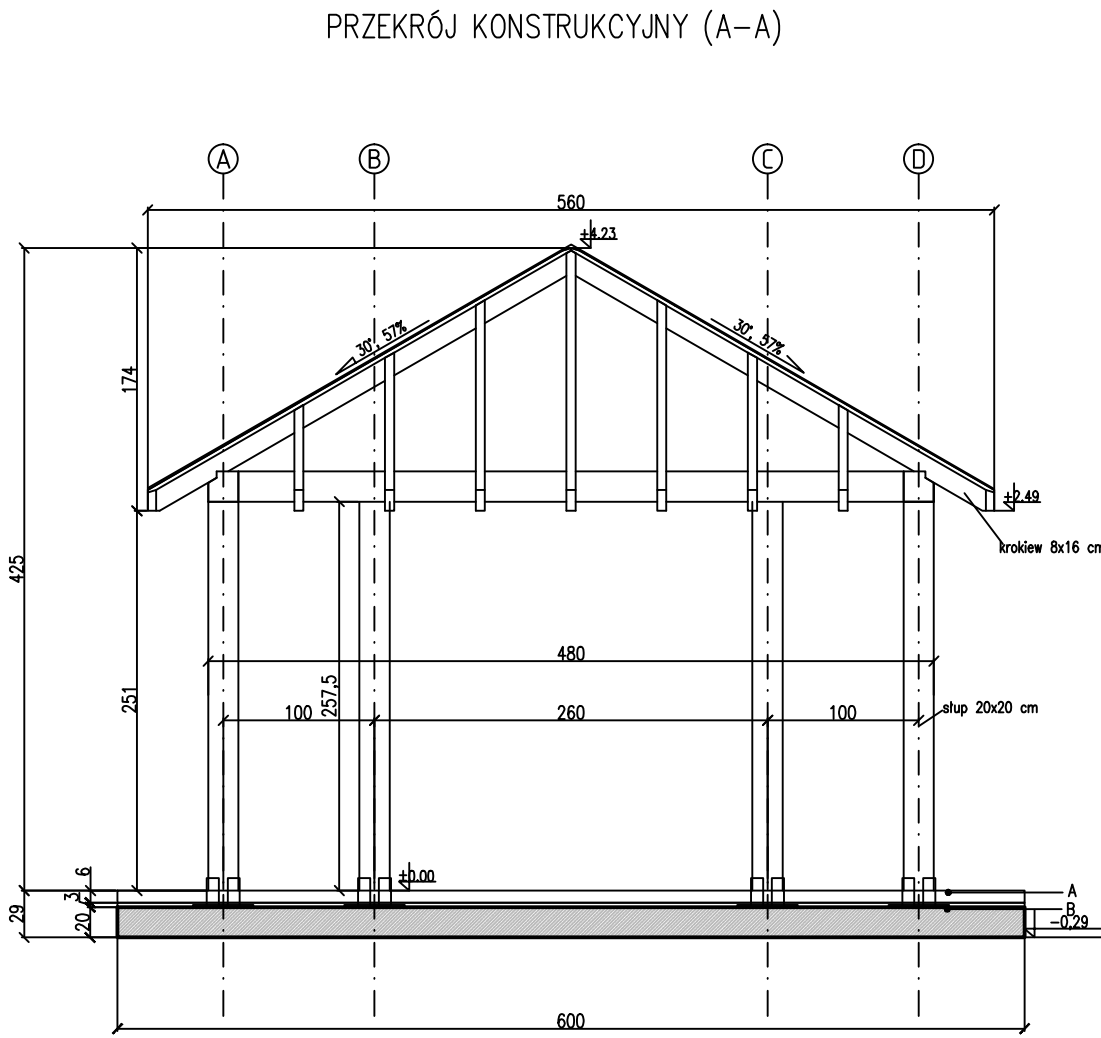 PRZEKRÓJ KONSTRUKCYJNY (A-A)
A
B
C
D
560
+4.23
30°, 57%
30°, 57%
174
+2.49
krokiew 8x16 cm
425
480
251
257,5
100
260
100
słup 20x20 cm
±0.00
6
3
A
B
29
20
-0,29
600